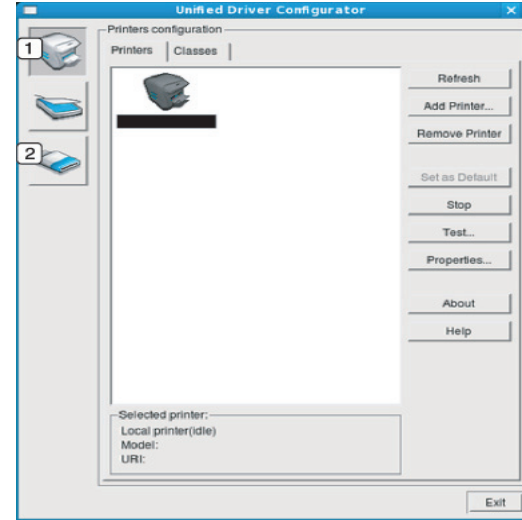 Unified Driver Configurator
1
Printers configuration
Printers Classes
Refresh
Add Printer...
Remove Printer
2
Set as Default
Stop
Test...
Properties...
About
Help
Selected printer:
Local printer(idle)
Model:
URI:
Exit